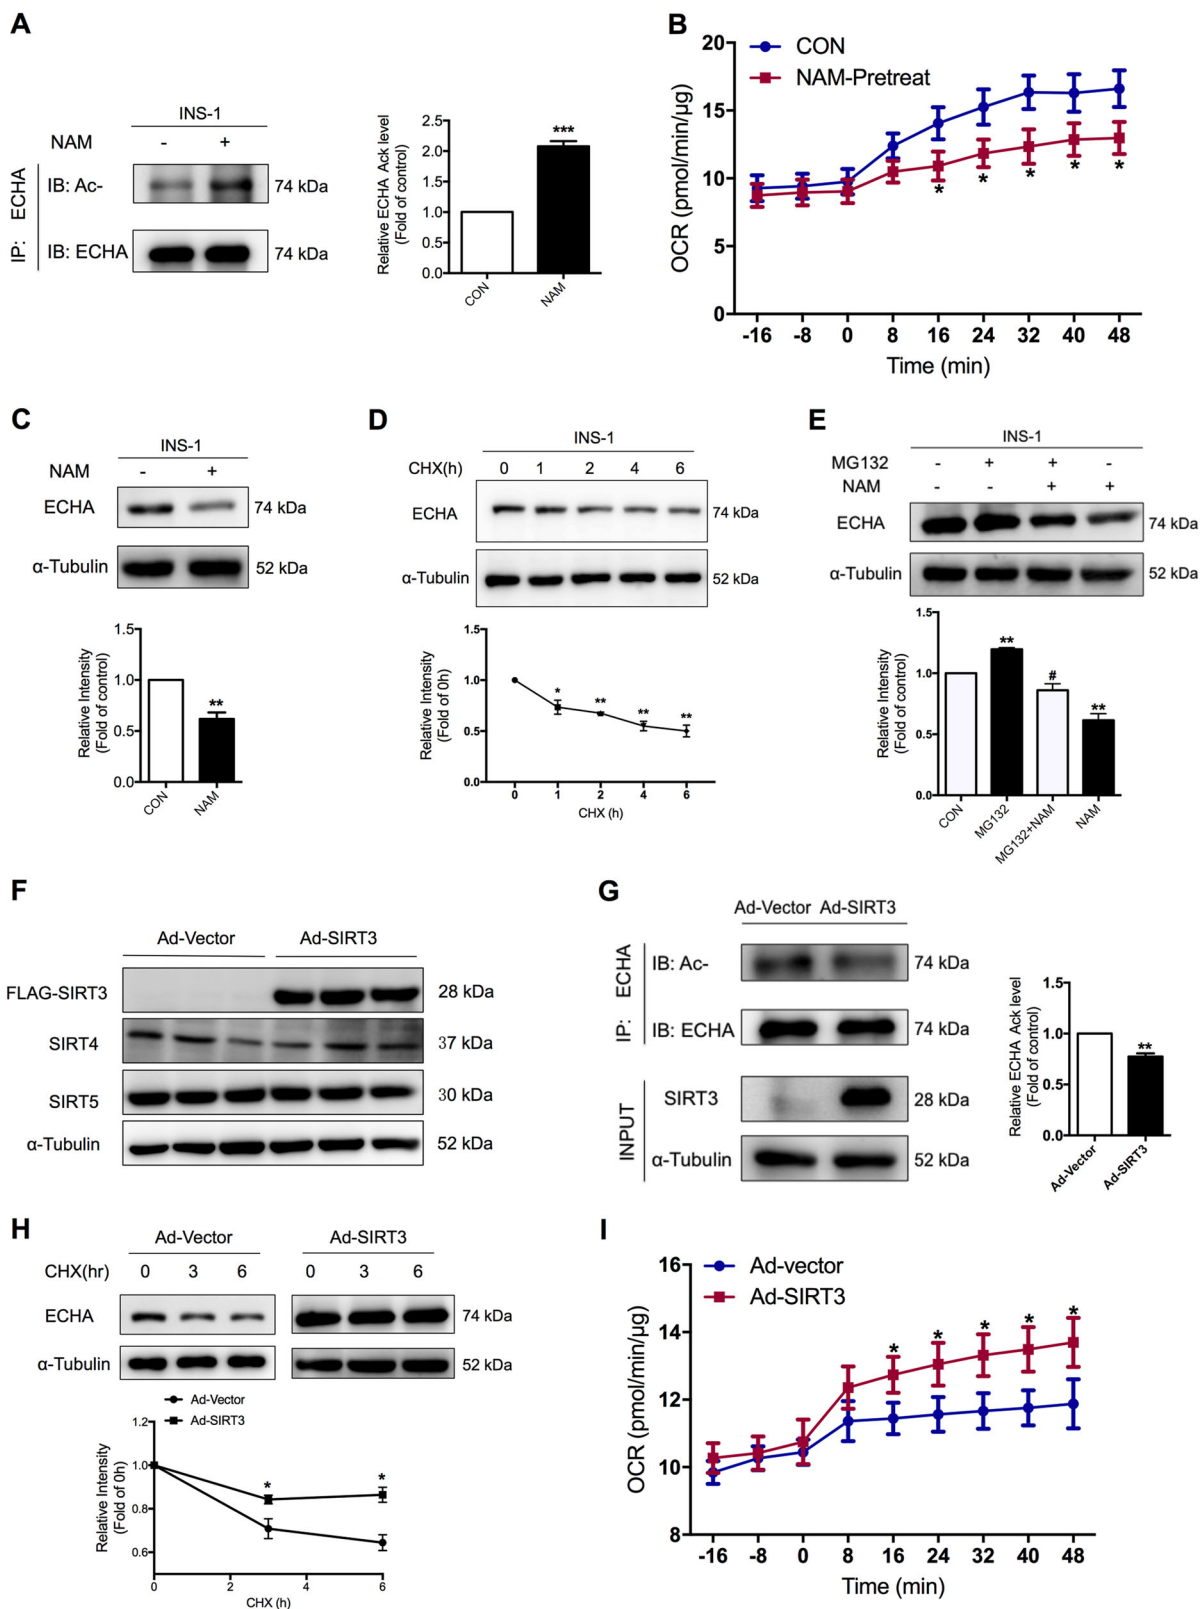 A
INS-1
NAM - +
IP: ECHA
IB: Ac- 74 kDa
IB: ECHA 74 kDa
Relative ECHA Ack level
(Fold of control)
2.5
2.0
1.5
1.0
0.5
0.0
***
CON NAM
B
CON
NAM-Pretreat
OCR (pmol/min/µg)
20
15
10
5
0
* * * * *
-16 -8 0 8 16 24 32 40 48
Time (min)
C
INS-1
NAM - +
ECHA 74 kDa
α-Tubulin 52 kDa
Relative Intensity
(Fold of control)
1.5
1.0
0.5
0.0
**
CON NAM
D
INS-1
CHX(h) 0 1 2 4 6
ECHA 74 kDa
α-Tubulin 52 kDa
Relative Intensity
(Fold of 0h)
1.5
1.0
0.5
0.0
* ** ** **
0 1 2 4 6
CHX (h)
E
INS-1
MG132 - + + -
NAM - - + +
ECHA 74 kDa
α-Tubulin 52 kDa
Relative Intensity
(Fold of control)
1.5
1.0
0.5
0.0
** # **
CON MG132 MG132+NAM NAM
F
Ad-Vector Ad-SIRT3
FLAG-SIRT3 28 kDa
SIRT4 37 kDa
SIRT5 30 kDa
α-Tubulin 52 kDa
G
Ad-Vector Ad-SIRT3
IP: ECHA
IB: Ac- 74 kDa
IB: ECHA 74 kDa
INPUT
SIRT3 28 kDa
α-Tubulin 52 kDa
Relative ECHA Ack level
(Fold of control)
1.5
1.0
0.5
0.0
**
Ad-Vector Ad-SIRT3
H
Ad-Vector Ad-SIRT3
CHX(hr) 0 3 6 0 3 6
ECHA 74 kDa
α-Tubulin 52 kDa
Ad-Vector
Ad-SIRT3
Relative Intensity
(Fold of 0h)
1.2
1.0
0.8
0.6
* *
0 2 4 6
CHX (h)
I
Ad-vector
Ad-SIRT3
OCR (pmol/min/µg)
16
14
12
10
8
* * * * *
-16 -8 0 8 16 24 32 40 48
Time (min)